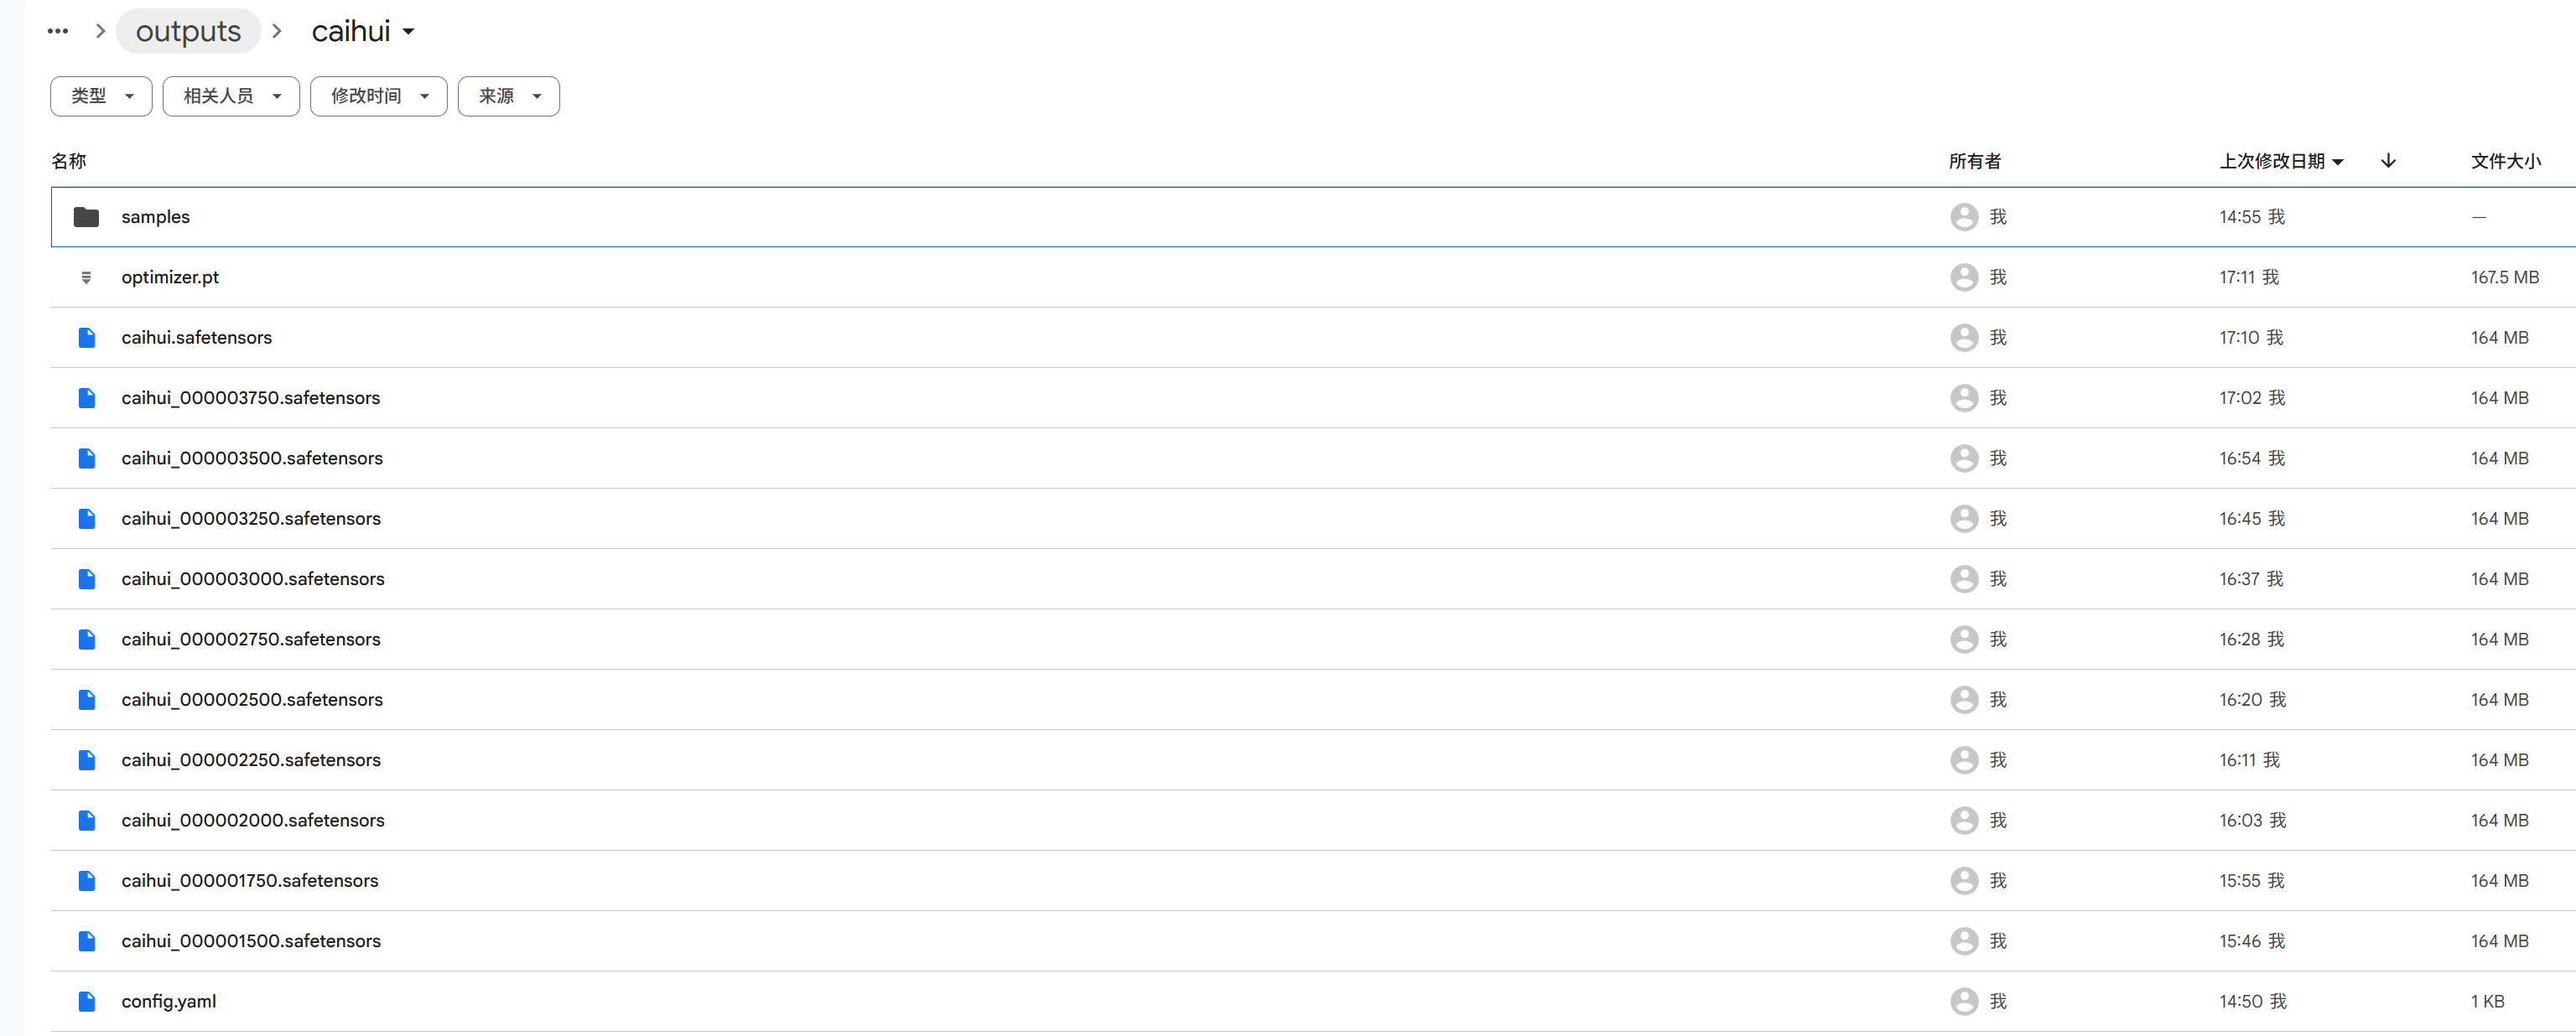 ··· > outputs > caihui
类型 相关人员 修改时间 来源
名称 所有者 上次修改日期 文件大小
samples 我 14:55 我 —
optimizer.pt 我 17:11 我 167.5 MB
caihui.safetensors 我 17:10 我 164 MB
caihui_000003750.safetensors 我 17:02 我 164 MB
caihui_000003500.safetensors 我 16:54 我 164 MB
caihui_000003250.safetensors 我 16:45 我 164 MB
caihui_000003000.safetensors 我 16:37 我 164 MB
caihui_000002750.safetensors 我 16:28 我 164 MB
caihui_000002500.safetensors 我 16:20 我 164 MB
caihui_000002250.safetensors 我 16:11 我 164 MB
caihui_000002000.safetensors 我 16:03 我 164 MB
caihui_000001750.safetensors 我 15:55 我 164 MB
caihui_000001500.safetensors 我 15:46 我 164 MB
config.yaml 我 14:50 我 1 KB